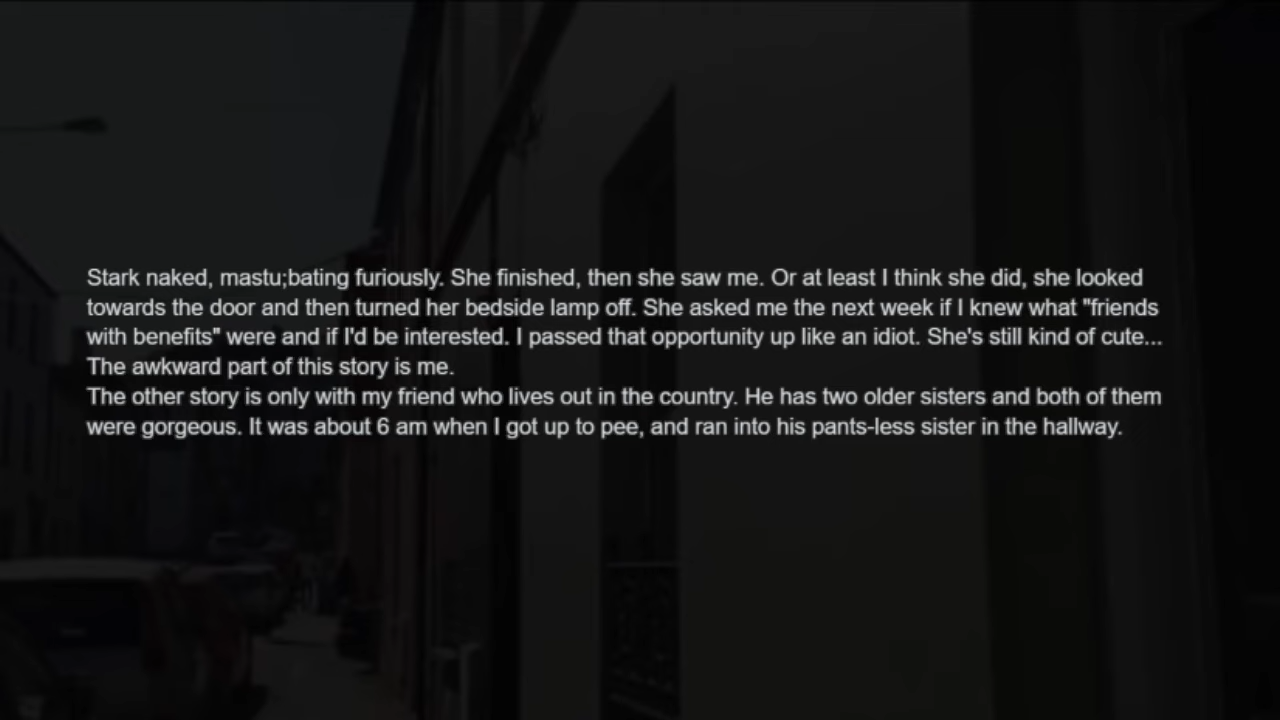 Stark naked, mastu;bating furiously. She finished, then she saw me. Or at least I think she did, she looked
towards the door and then turned her bedside lamp off. She asked me the next week if I knew what "friends
with benefits" were and if I'd be interested. I passed that opportunity up like an idiot. She's still kind of cute...
The awkward part of this story is me.
The other story is only with my friend who lives out in the country. He has two older sisters and both of them
were gorgeous. It was about 6 am when I got up to pee, and ran into his pants-less sister in the hallway.